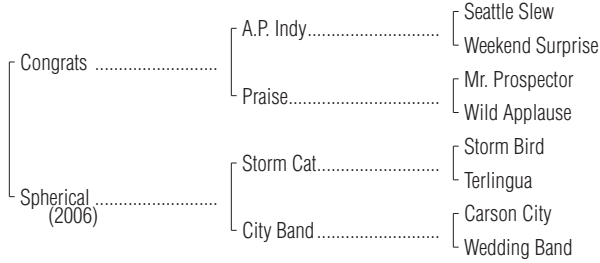 Seattle Slew
A.P. Indy
Weekend Surprise
Congrats
Mr. Prospector
Praise
Wild Applause
Storm Bird
Storm Cat
Terlingua
Spherical
(2006)
Carson City
City Band
Wedding Band